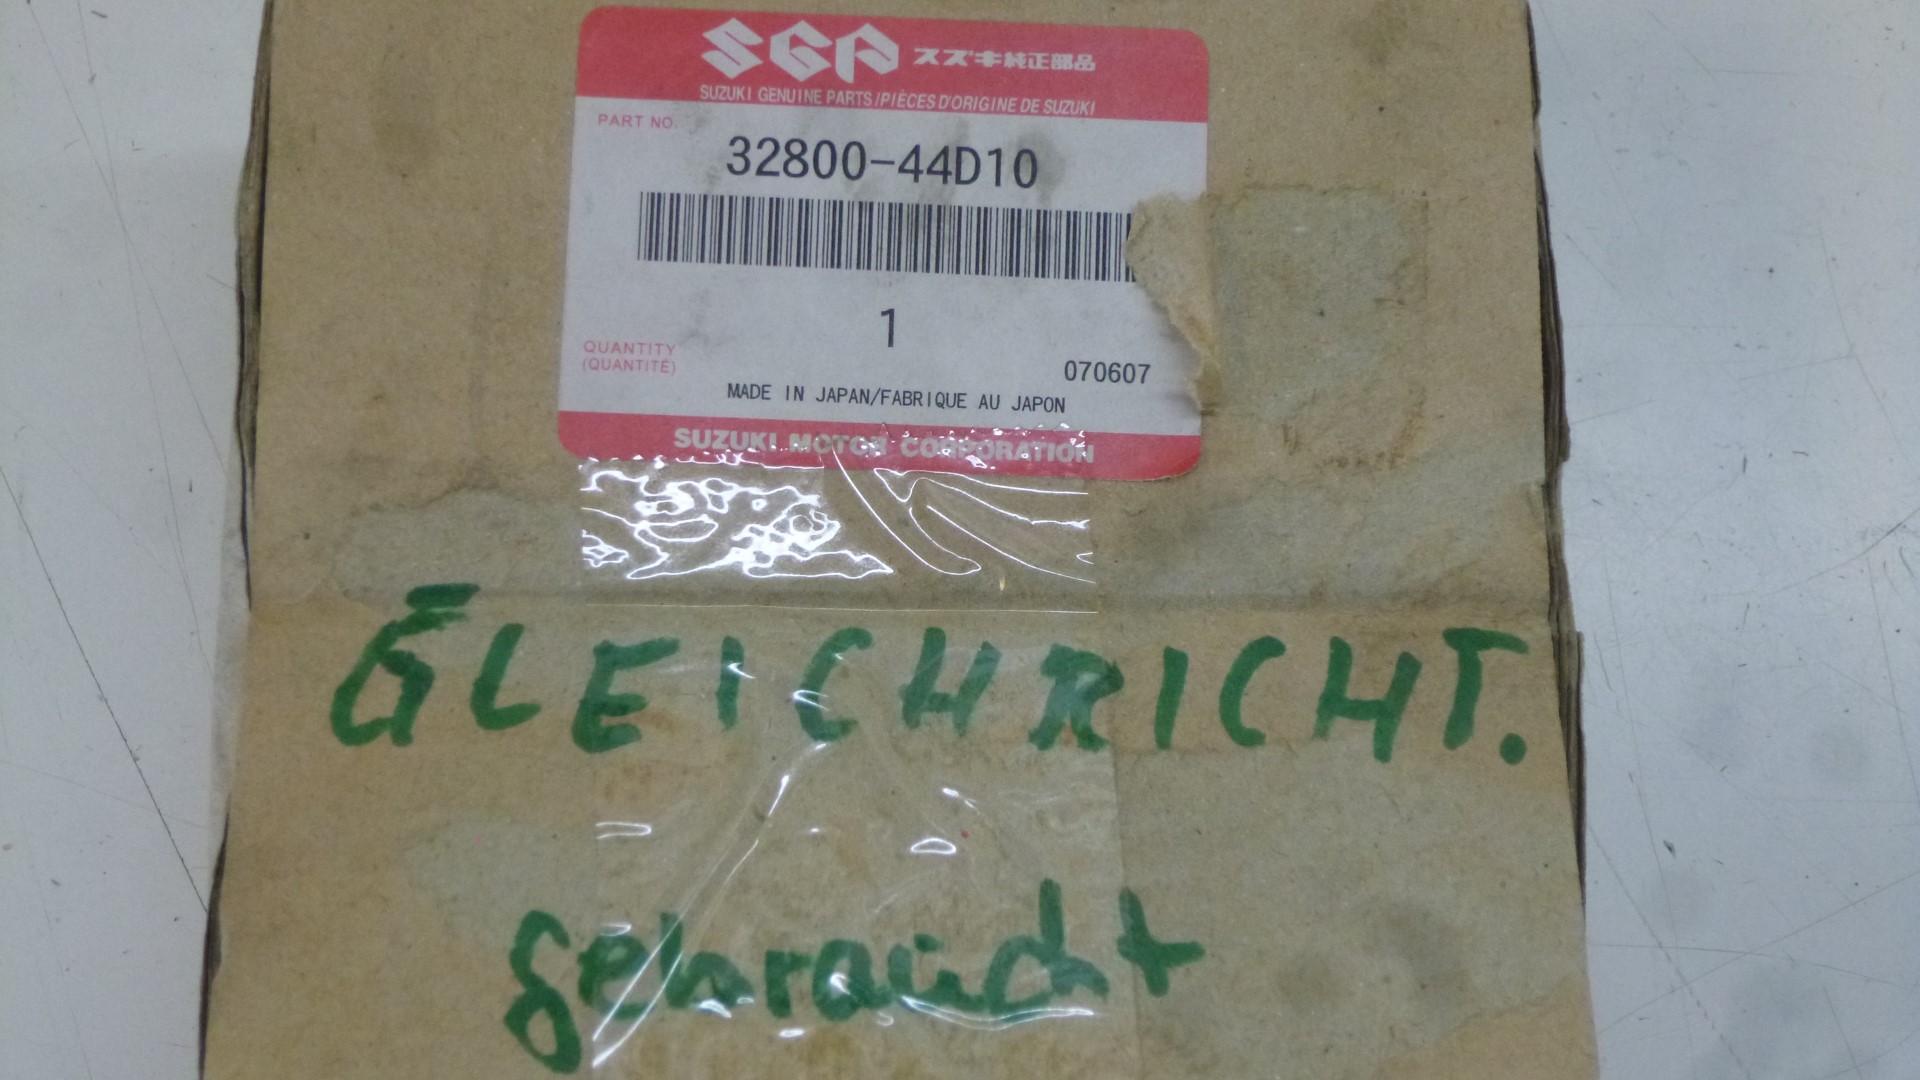 SGP スズキ純正部品
SUZUKI GENUINE PARTS/PIÈCES D'ORIGINE DE SUZUKI
PART NO.
32800-44D10
1
QUANTITY
(QUANTITÉ)
070607
MADE IN JAPAN/FABRIQUE AU JAPON
SUZUKI MOTOR CORPORATION
GLEICHRICHT.
gebraucht